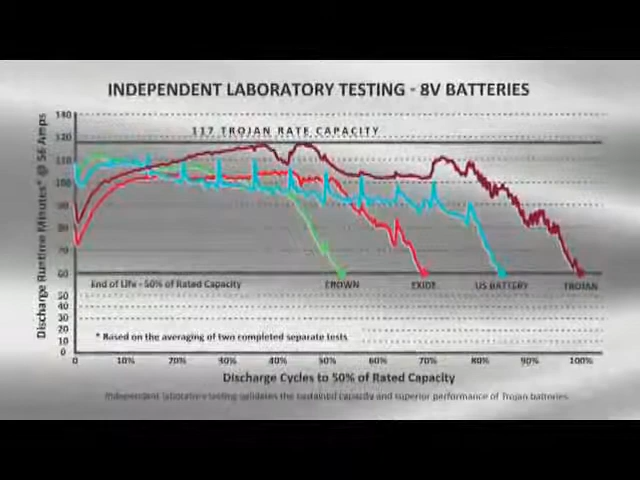 INDEPENDENT LABORATORY TESTING - 8V BATTERIES
Discharge Runtime Minutes* @ 56 Amps
130
120
110
100
90
80
70
60
50
40
30
20
10
0
117 TROJAN RATE CAPACITY
End of Life - 50% of Rated Capacity
CROWN
EXIDE
US BATTERY
TROJAN
* Based on the averaging of two completed separate tests
0 10% 20% 30% 40% 50% 60% 70% 80% 90% 100%
Discharge Cycles to 50% of Rated Capacity
Independent laboratory testing validates the sustained capacity and superior performance of Trojan batteries.